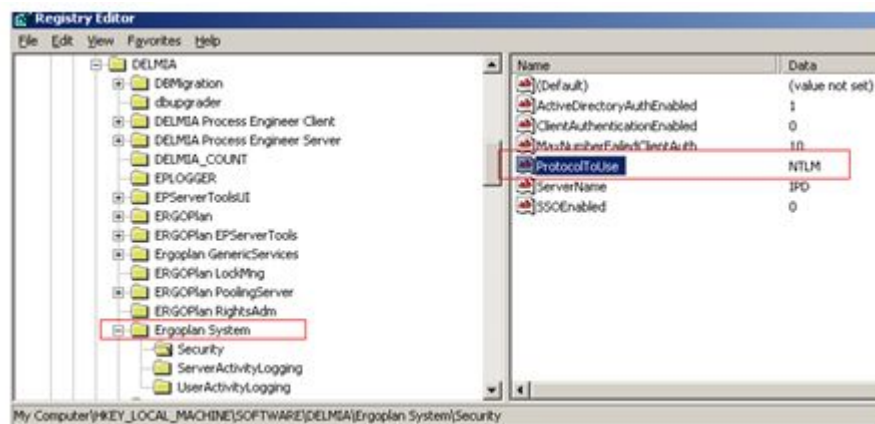 Registry Editor
File Edit View Favorites Help
DELMIA
DBMigration
dbupgrader
DELMIA Process Engineer Client
DELMIA Process Engineer Server
DELMIA_COUNT
EPLOGGER
EPServerToolsUI
ERGOPlan
ERGOPlan EPServerTools
Ergoplan GenericServices
ERGOPlan LockMng
ERGOPlan PoolingServer
ERGOPlan RightsAdm
Ergoplan System
Security
ServerActivityLogging
UserActivityLogging
Name Data
(Default) (value not set)
ActiveDirectoryAuthEnabled 1
ClientAuthenticationEnabled 0
MaxNumberFailedClientAuth 10
ProtocolToUse NTLM
ServerName IPD
SSOEnabled 0
My Computer\HKEY_LOCAL_MACHINE\SOFTWARE\DELMIA\Ergoplan System\Security